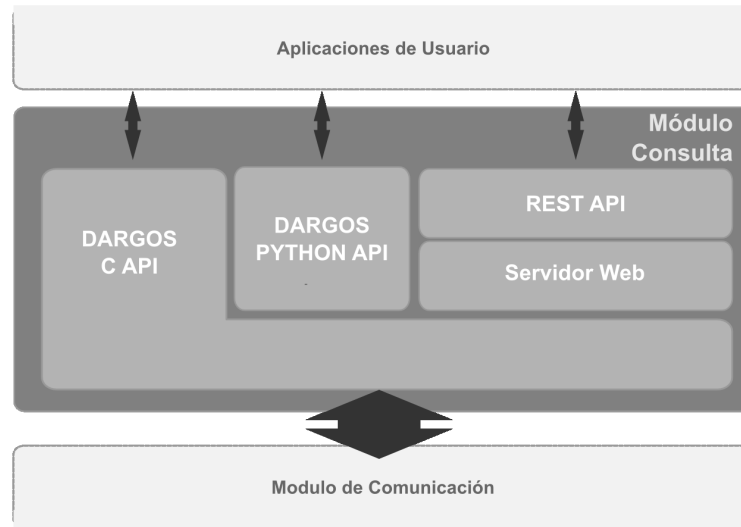 Aplicaciones de Usuario
Módulo
Consulta
DARGOS
C API
DARGOS
PYTHON API
REST API
Servidor Web
Modulo de Comunicación